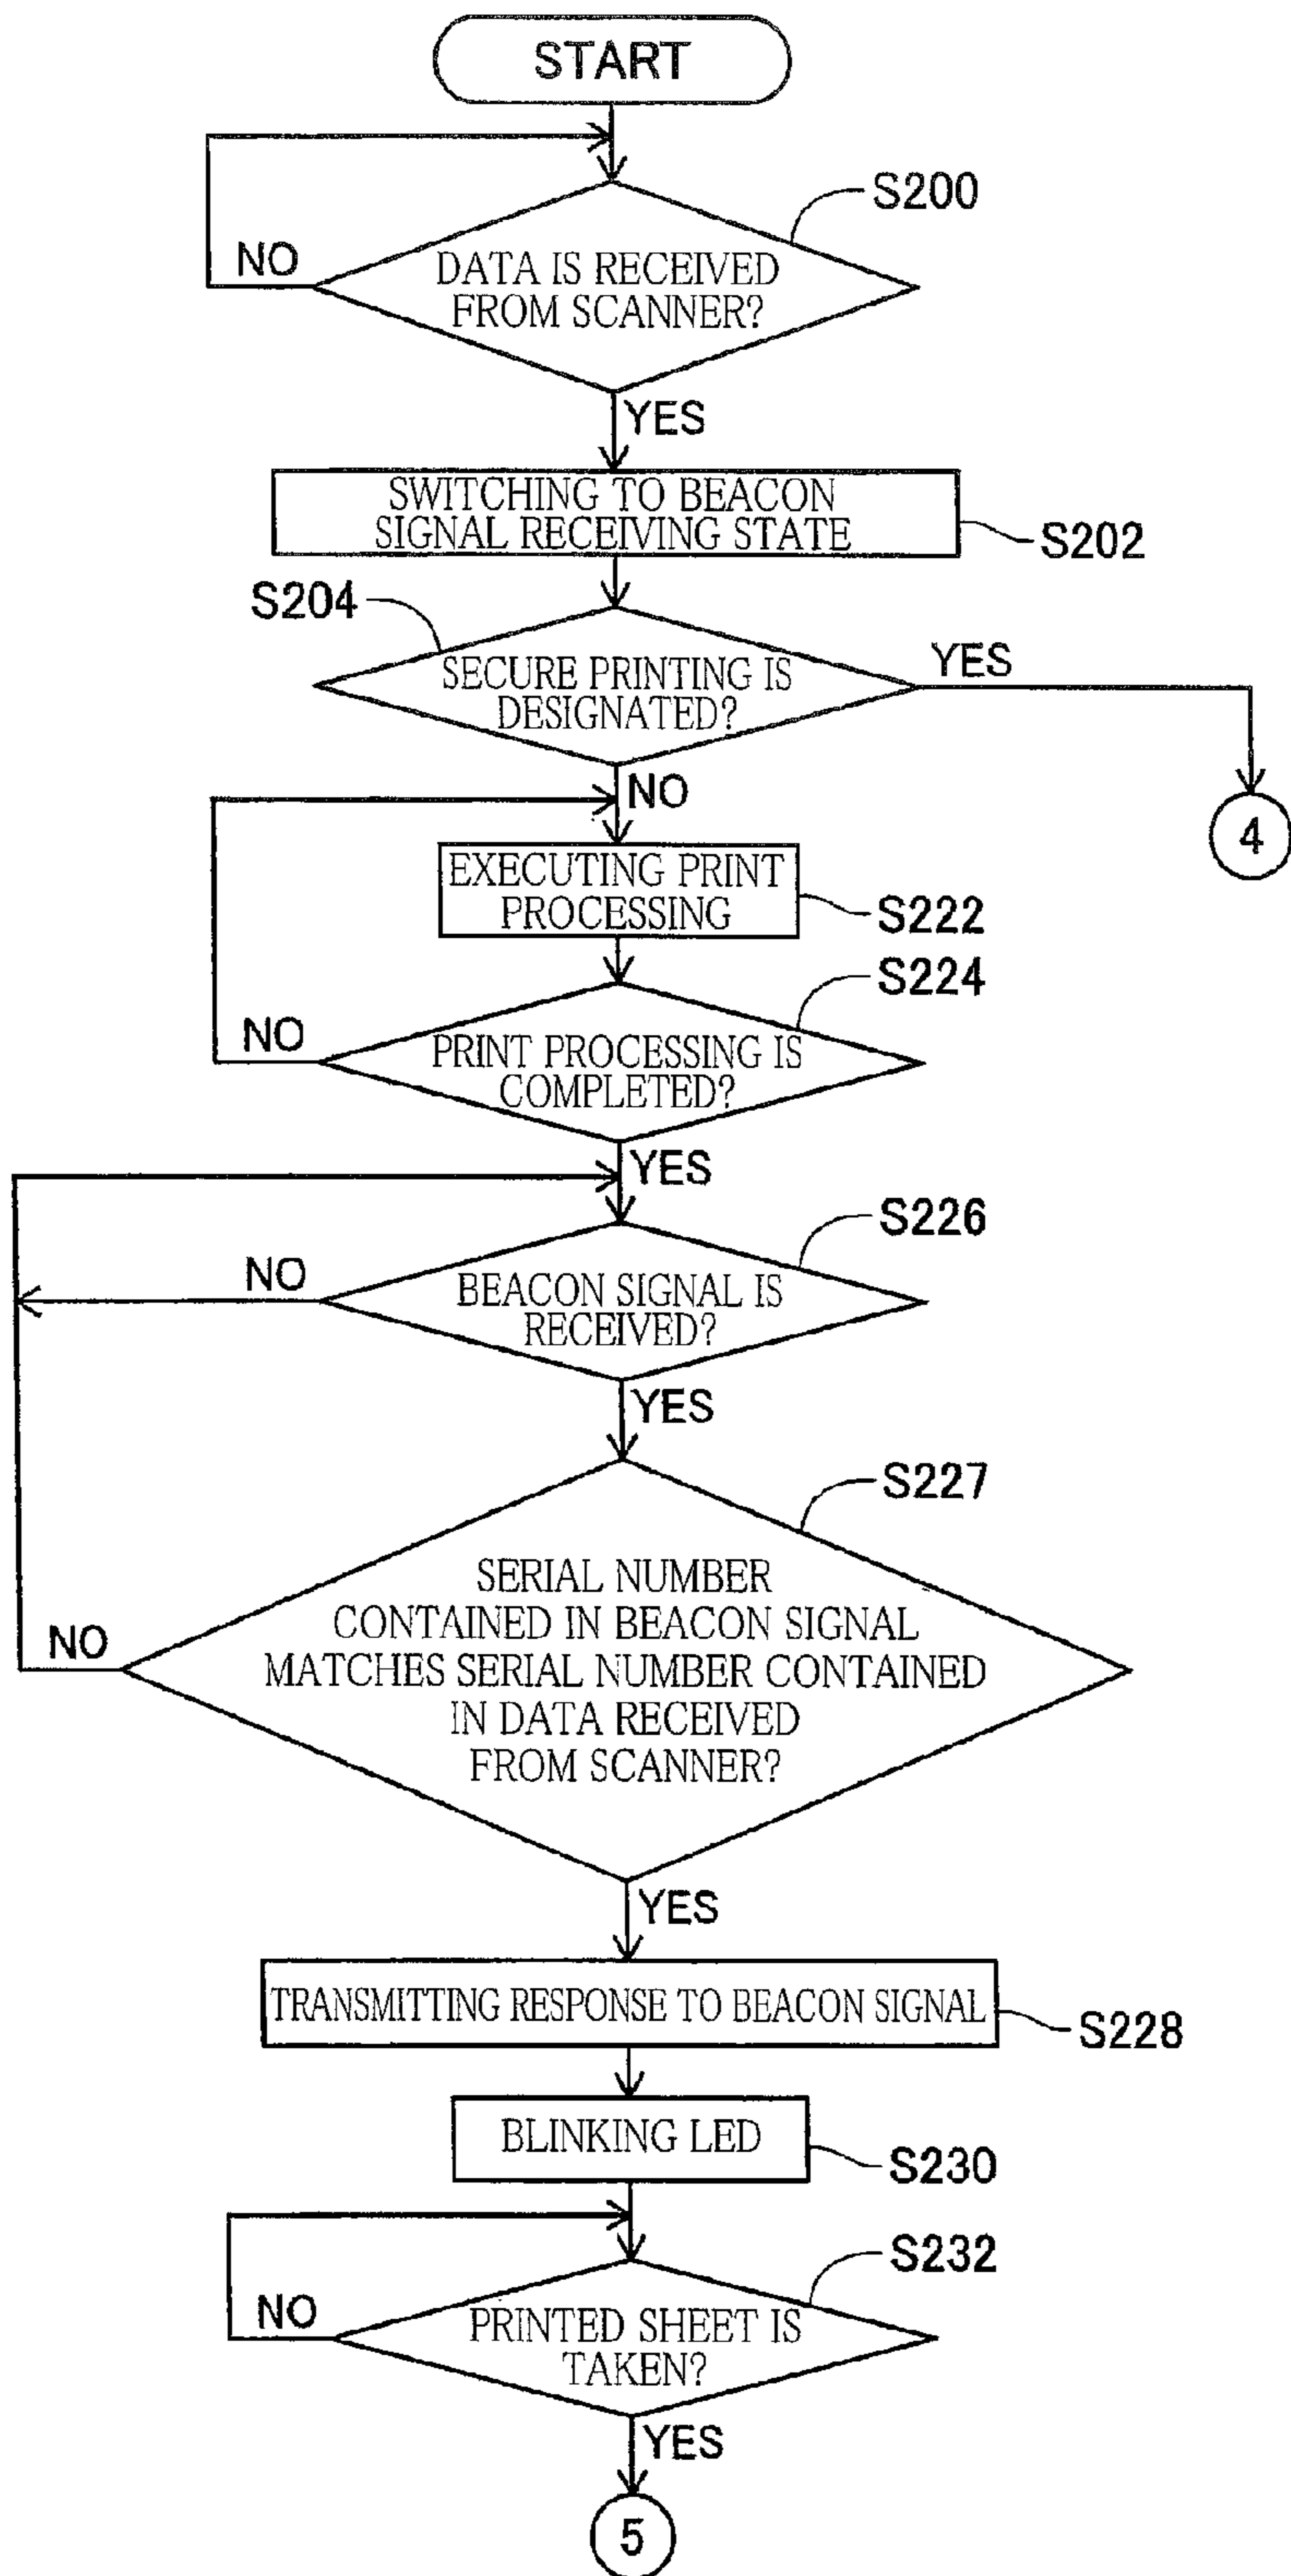 START
S200
NO
DATA IS RECEIVED
FROM SCANNER?
YES
SWITCHING TO BEACON
SIGNAL RECEIVING STATE
S202
S204
YES
SECURE PRINTING IS
DESIGNATED?
NO
4
EXECUTING PRINT
PROCESSING
S222
S224
NO
PRINT PROCESSING IS
COMPLETED?
YES
S226
NO
BEACON SIGNAL IS
RECEIVED?
YES
S227
SERIAL NUMBER
CONTAINED IN BEACON SIGNAL
NO
MATCHES SERIAL NUMBER CONTAINED
IN DATA RECEIVED
FROM SCANNER?
YES
TRANSMITTING RESPONSE TO BEACON SIGNAL
S228
BLINKING LED
S230
S232
NO
PRINTED SHEET IS
TAKEN?
YES
5